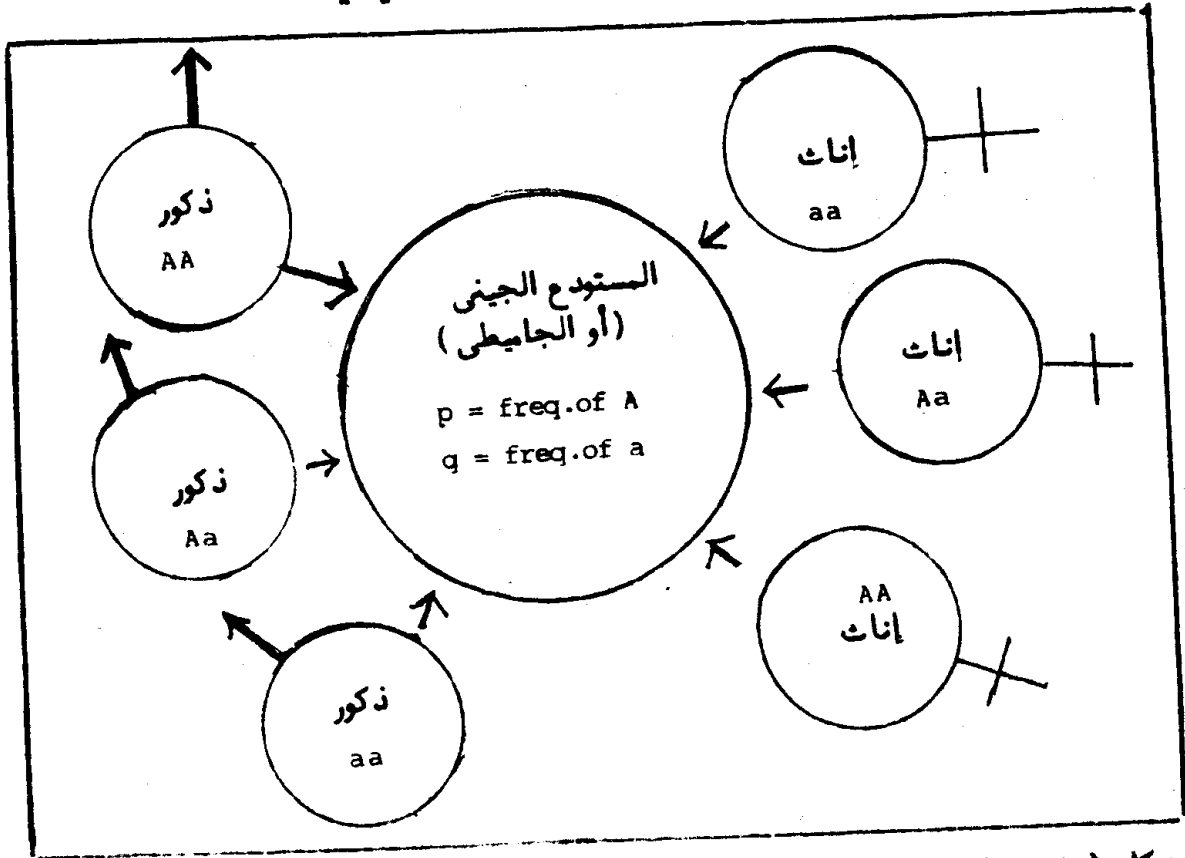 ذكور
AA
إناث
aa
المستودع الجينى
(أو الجاميطى)
p = freq.of A
q = freq.of a
إناث
Aa
ذكور
Aa
AA
إناث
ذكور
aa